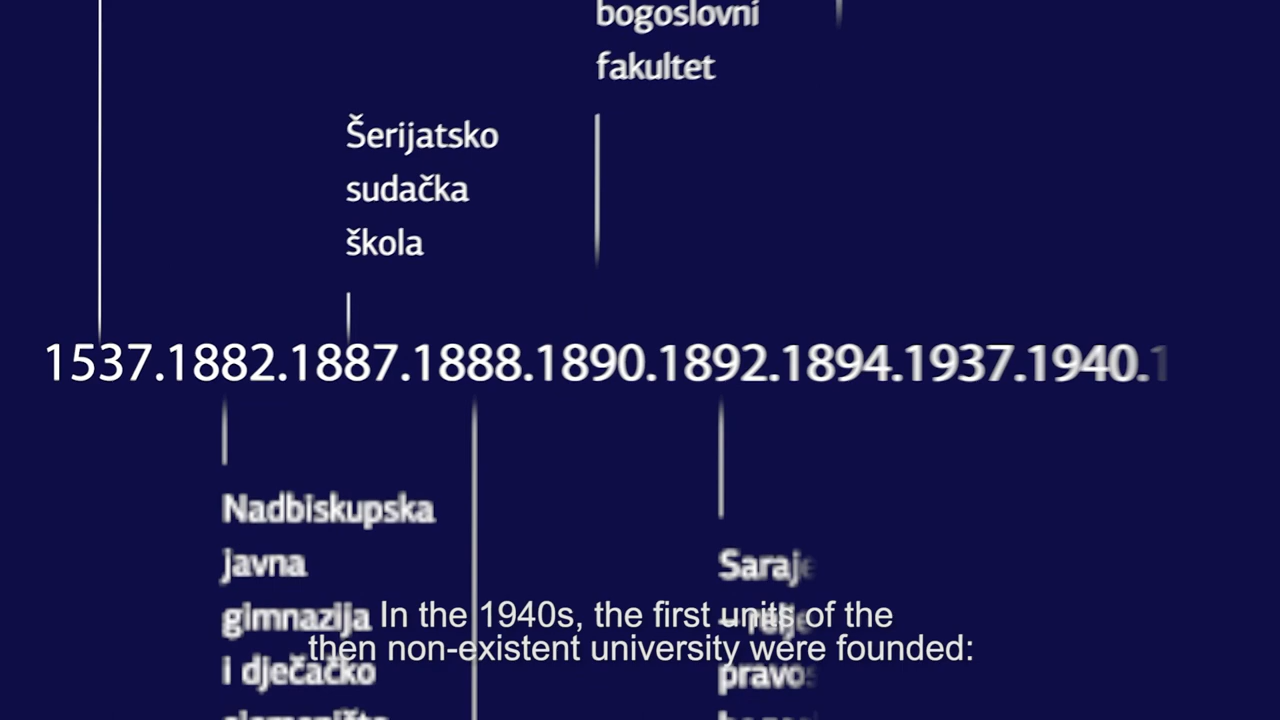 bogoslovni
fakultet
Šerijatsko
sudačka
škola
1537.1882.1887.1888.1890.1892.1894.1937.1940.1
Nadbiskupska
javna
gimnazija
i dječačko
In the 1940s, the first units of the
then non-existent university were founded: